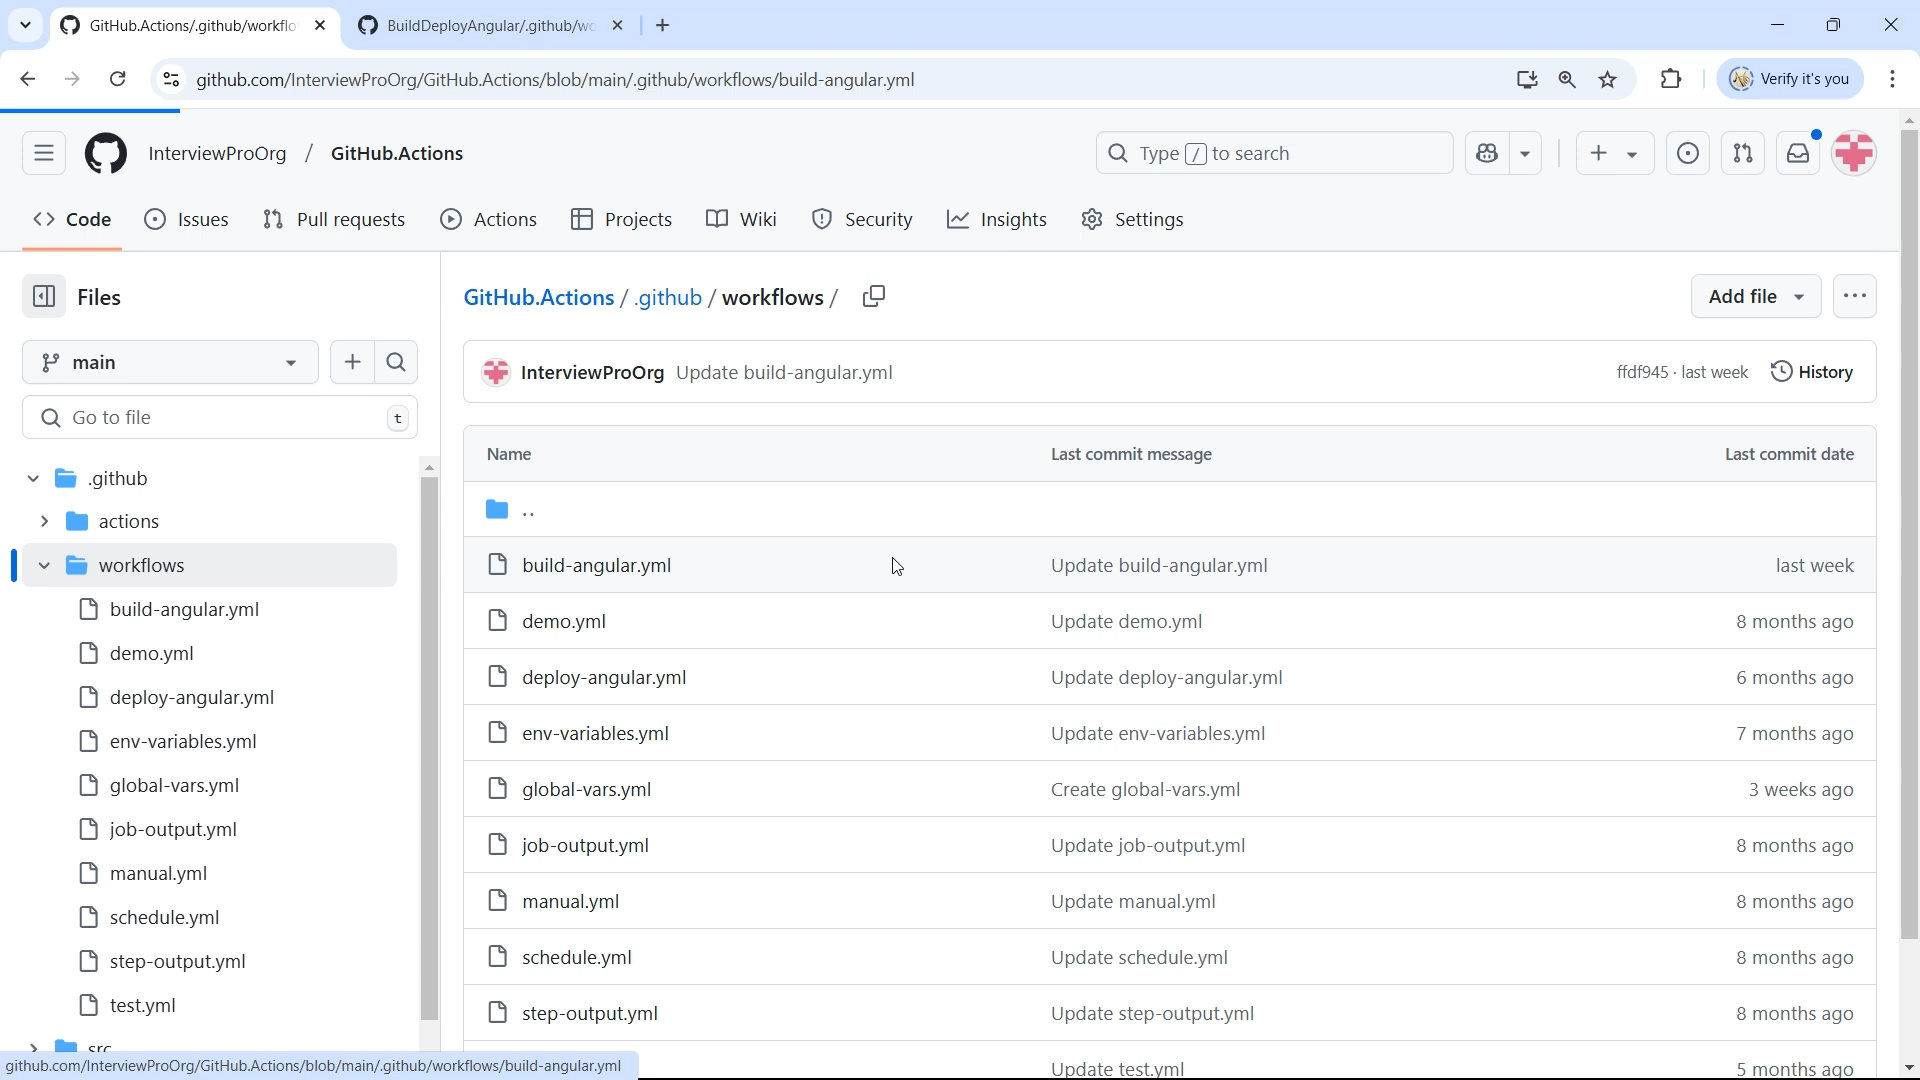 GitHub.Actions/.github/workflo
BuildDeployAngular/.github/wo
github.com/InterviewProOrg/GitHub.Actions/blob/main/.github/workflows/build-angular.yml
Verify it's you
InterviewProOrg / GitHub.Actions
Type / to search
Code
Issues
Pull requests
Actions
Projects
Wiki
Security
Insights
Settings
Files
GitHub.Actions / .github / workflows /
Add file
main
InterviewProOrg Update build-angular.yml
ffdf945 · last week
History
Go to file
t
Name Last commit message Last commit date
.github
..
actions
workflows
build-angular.yml Update build-angular.yml last week
build-angular.yml
demo.yml Update demo.yml 8 months ago
demo.yml
deploy-angular.yml Update deploy-angular.yml 6 months ago
deploy-angular.yml
env-variables.yml Update env-variables.yml 7 months ago
env-variables.yml
global-vars.yml Create global-vars.yml 3 weeks ago
global-vars.yml
job-output.yml Update job-output.yml 8 months ago
job-output.yml
manual.yml Update manual.yml 8 months ago
manual.yml
schedule.yml Update schedule.yml 8 months ago
schedule.yml
step-output.yml Update step-output.yml 8 months ago
step-output.yml
test.yml
Update test.yml 5 months ago
src
github.com/InterviewProOrg/GitHub.Actions/blob/main/.github/workflows/build-angular.yml